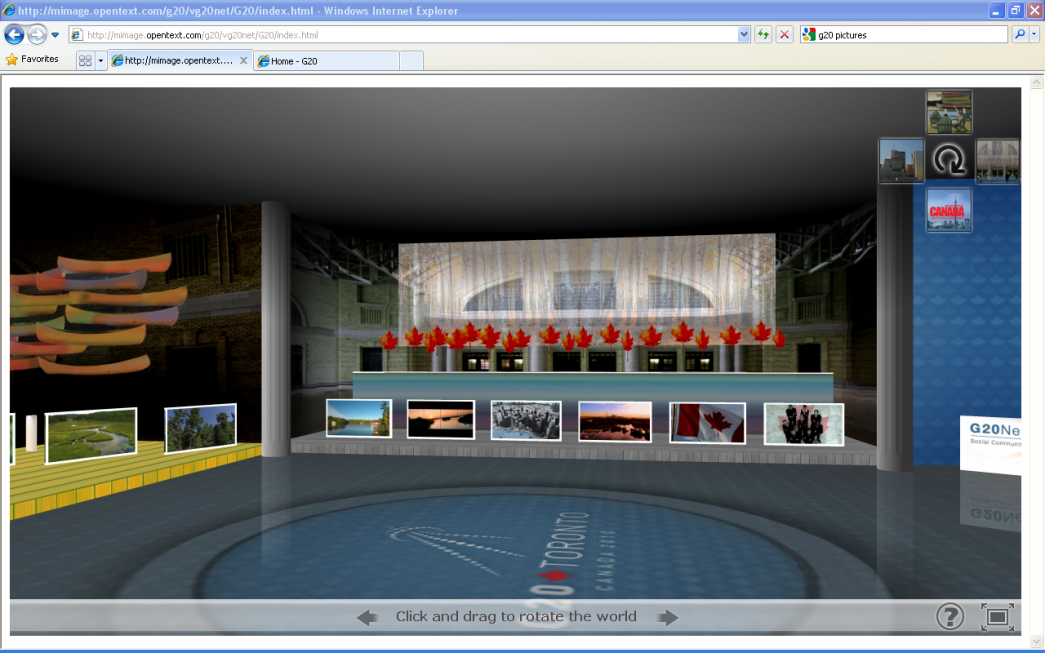 http://mimage.opentext.com/g20/vg20net/G20/index.html - Windows Internet Explorer
http://mimage.opentext.com/g20/vg20net/G20/index.html
g20 pictures
Favorites
http://mimage.opentext....
Home - G20
CANADA
G20Ne
Social Commun
G20 TORONTO
CANADA 2010
Click and drag to rotate the world
?